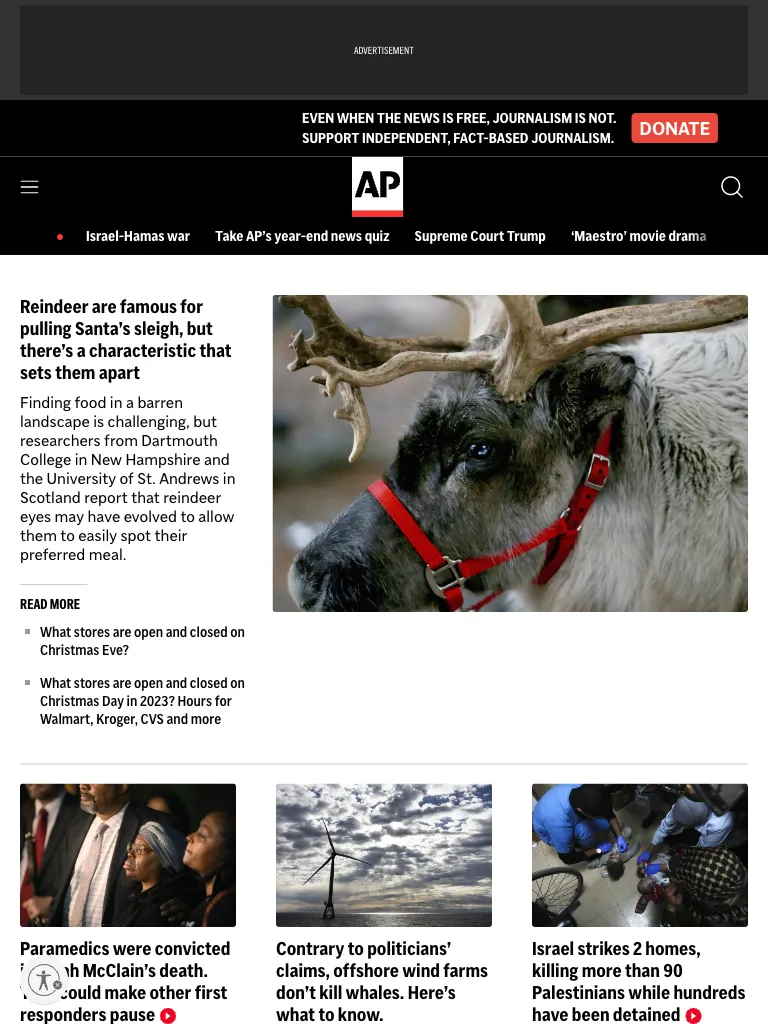 ADVERTISEMENT
EVEN WHEN THE NEWS IS FREE, JOURNALISM IS NOT.
SUPPORT INDEPENDENT, FACT-BASED JOURNALISM.
DONATE
AP
Israel-Hamas war
Take AP’s year-end news quiz
Supreme Court Trump
‘Maestro’ movie drama
Reindeer are famous for
pulling Santa’s sleigh, but
there’s a characteristic that
sets them apart
Finding food in a barren
landscape is challenging, but
researchers from Dartmouth
College in New Hampshire and
the University of St. Andrews in
Scotland report that reindeer
eyes may have evolved to allow
them to easily spot their
preferred meal.
READ MORE
What stores are open and closed on
Christmas Eve?
What stores are open and closed on
Christmas Day in 2023? Hours for
Walmart, Kroger, CVS and more
Paramedics were convicted
McClain’s death.
could make other first
responders pause
Contrary to politicians’
claims, offshore wind farms
don’t kill whales. Here’s
what to know.
Israel strikes 2 homes,
killing more than 90
Palestinians while hundreds
have been detained